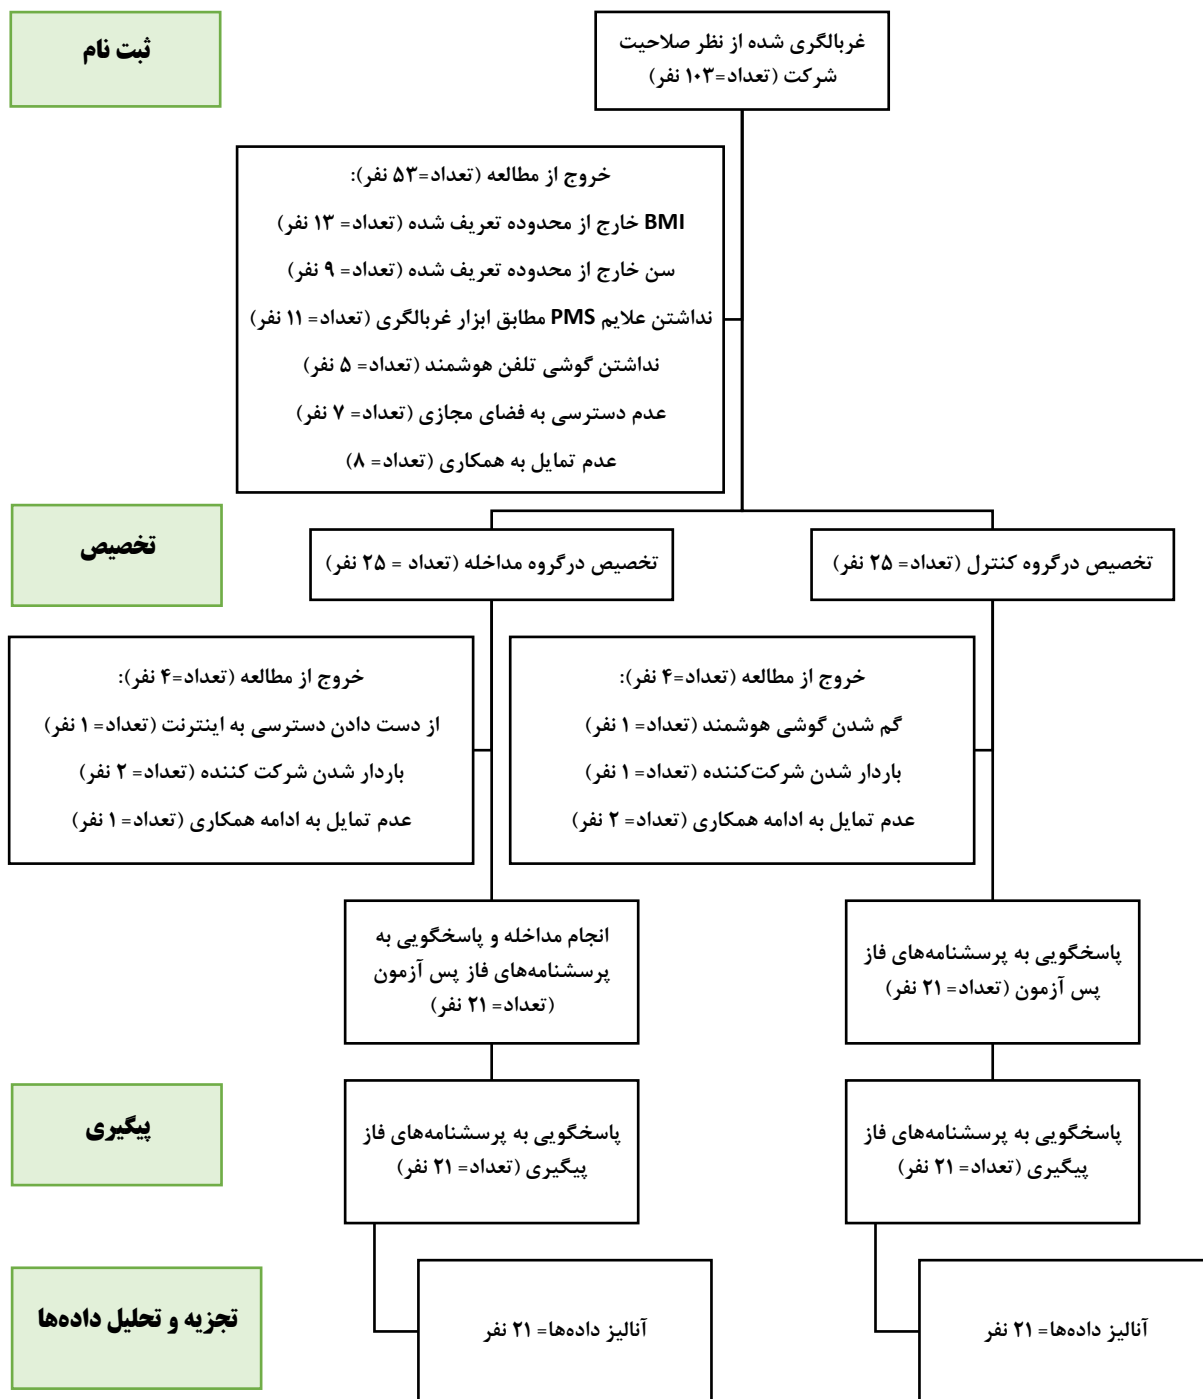 ثبت نام
غربالگری شده از نظر صلاحیت
شرکت (تعداد=۱۰۳ نفر)
خروج از مطالعه (تعداد=۵۳ نفر):
BMI خارج از محدوده تعریف شده (تعداد= ۱۳ نفر)
سن خارج از محدوده تعریف شده (تعداد= ۹ نفر)
نداشتن علایم PMS مطابق ابزار غربالگری (تعداد= ۱۱ نفر)
نداشتن گوشی تلفن هوشمند (تعداد= ۵ نفر)
عدم دسترسی به فضای مجازی (تعداد= ۷ نفر)
عدم تمایل به همکاری (تعداد= ۸)
تخصیص
تخصیص درگروه کنترل (تعداد= ۲۵ نفر)
تخصیص درگروه مداخله (تعداد = ۲۵ نفر)
خروج از مطالعه (تعداد=۴ نفر):
گم شدن گوشی هوشمند (تعداد= ۱ نفر)
باردار شدن شرکت‌کننده (تعداد= ۱ نفر)
عدم تمایل به ادامه همکاری (تعداد= ۲ نفر)
خروج از مطالعه (تعداد=۴ نفر):
از دست دادن دسترسی به اینترنت (تعداد= ۱ نفر)
باردار شدن شرکت کننده (تعداد= ۲ نفر)
عدم تمایل به ادامه همکاری (تعداد= ۱ نفر)
پاسخگویی به پرسشنامه‌های فاز
پس آزمون (تعداد= ۲۱ نفر)
انجام مداخله و پاسخگویی به
پرسشنامه‌های فاز پس آزمون
(تعداد= ۲۱ نفر)
پیگیری
پاسخگویی به پرسشنامه‌های فاز
پیگیری (تعداد= ۲۱ نفر)
پاسخگویی به پرسشنامه‌های فاز
پیگیری (تعداد= ۲۱ نفر)
تجزیه و تحلیل داده‌ها
آنالیز داده‌ها= ۲۱ نفر
آنالیز داده‌ها= ۲۱ نفر